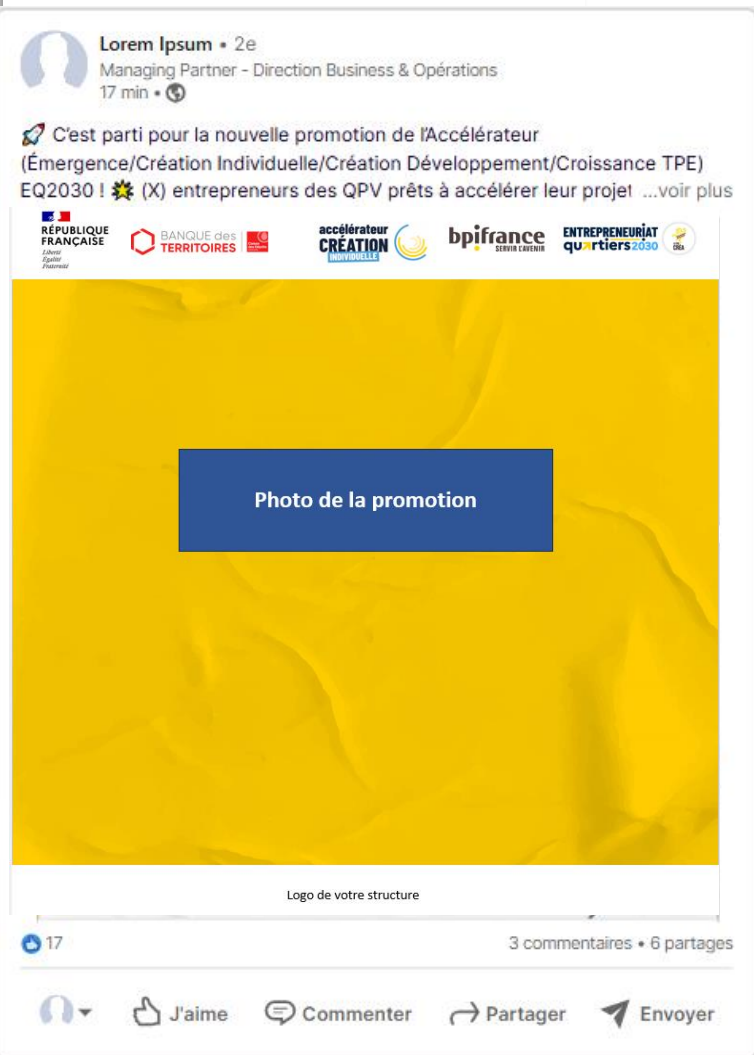 Lorem Ipsum • 2e
Managing Partner - Direction Business & Opérations
17 min •
C'est parti pour la nouvelle promotion de l'Accélérateur
(Émergence/Création Individuelle/Création Développement/Croissance TPE)
EQ2030 ! (X) entrepreneurs des QPV prêts à accélérer leur projet ...voir plus
RÉPUBLIQUE
FRANÇAISE
Liberté
Égalité
Fraternité
BANQUE des
TERRITOIRES
accélérateur
CRÉATION
INDIVIDUELLE
bpifrance
SERVIR L'AVENIR
ENTREPRENEURIAT
quartiers2030
Photo de la promotion
Logo de votre structure
17
3 commentaires • 6 partages
J'aime
Commenter
Partager
Envoyer